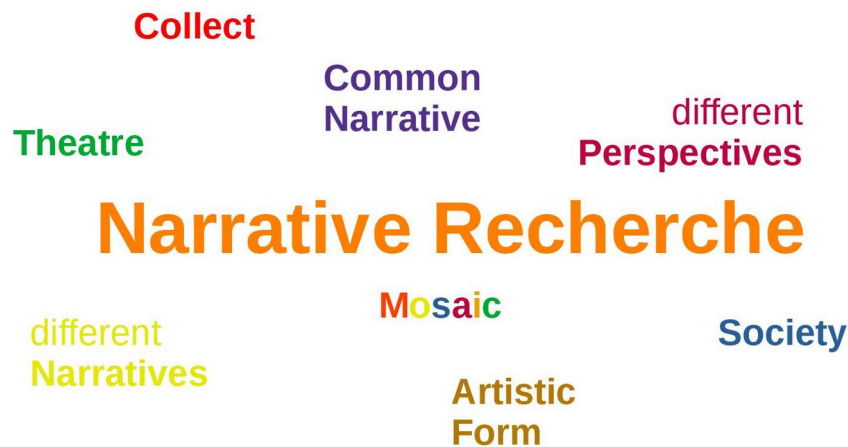 Collect
Common
Narrative
different
Perspectives
Theatre
Narrative Recherche
Mosaic
different
Narratives
Society
Artistic
Form